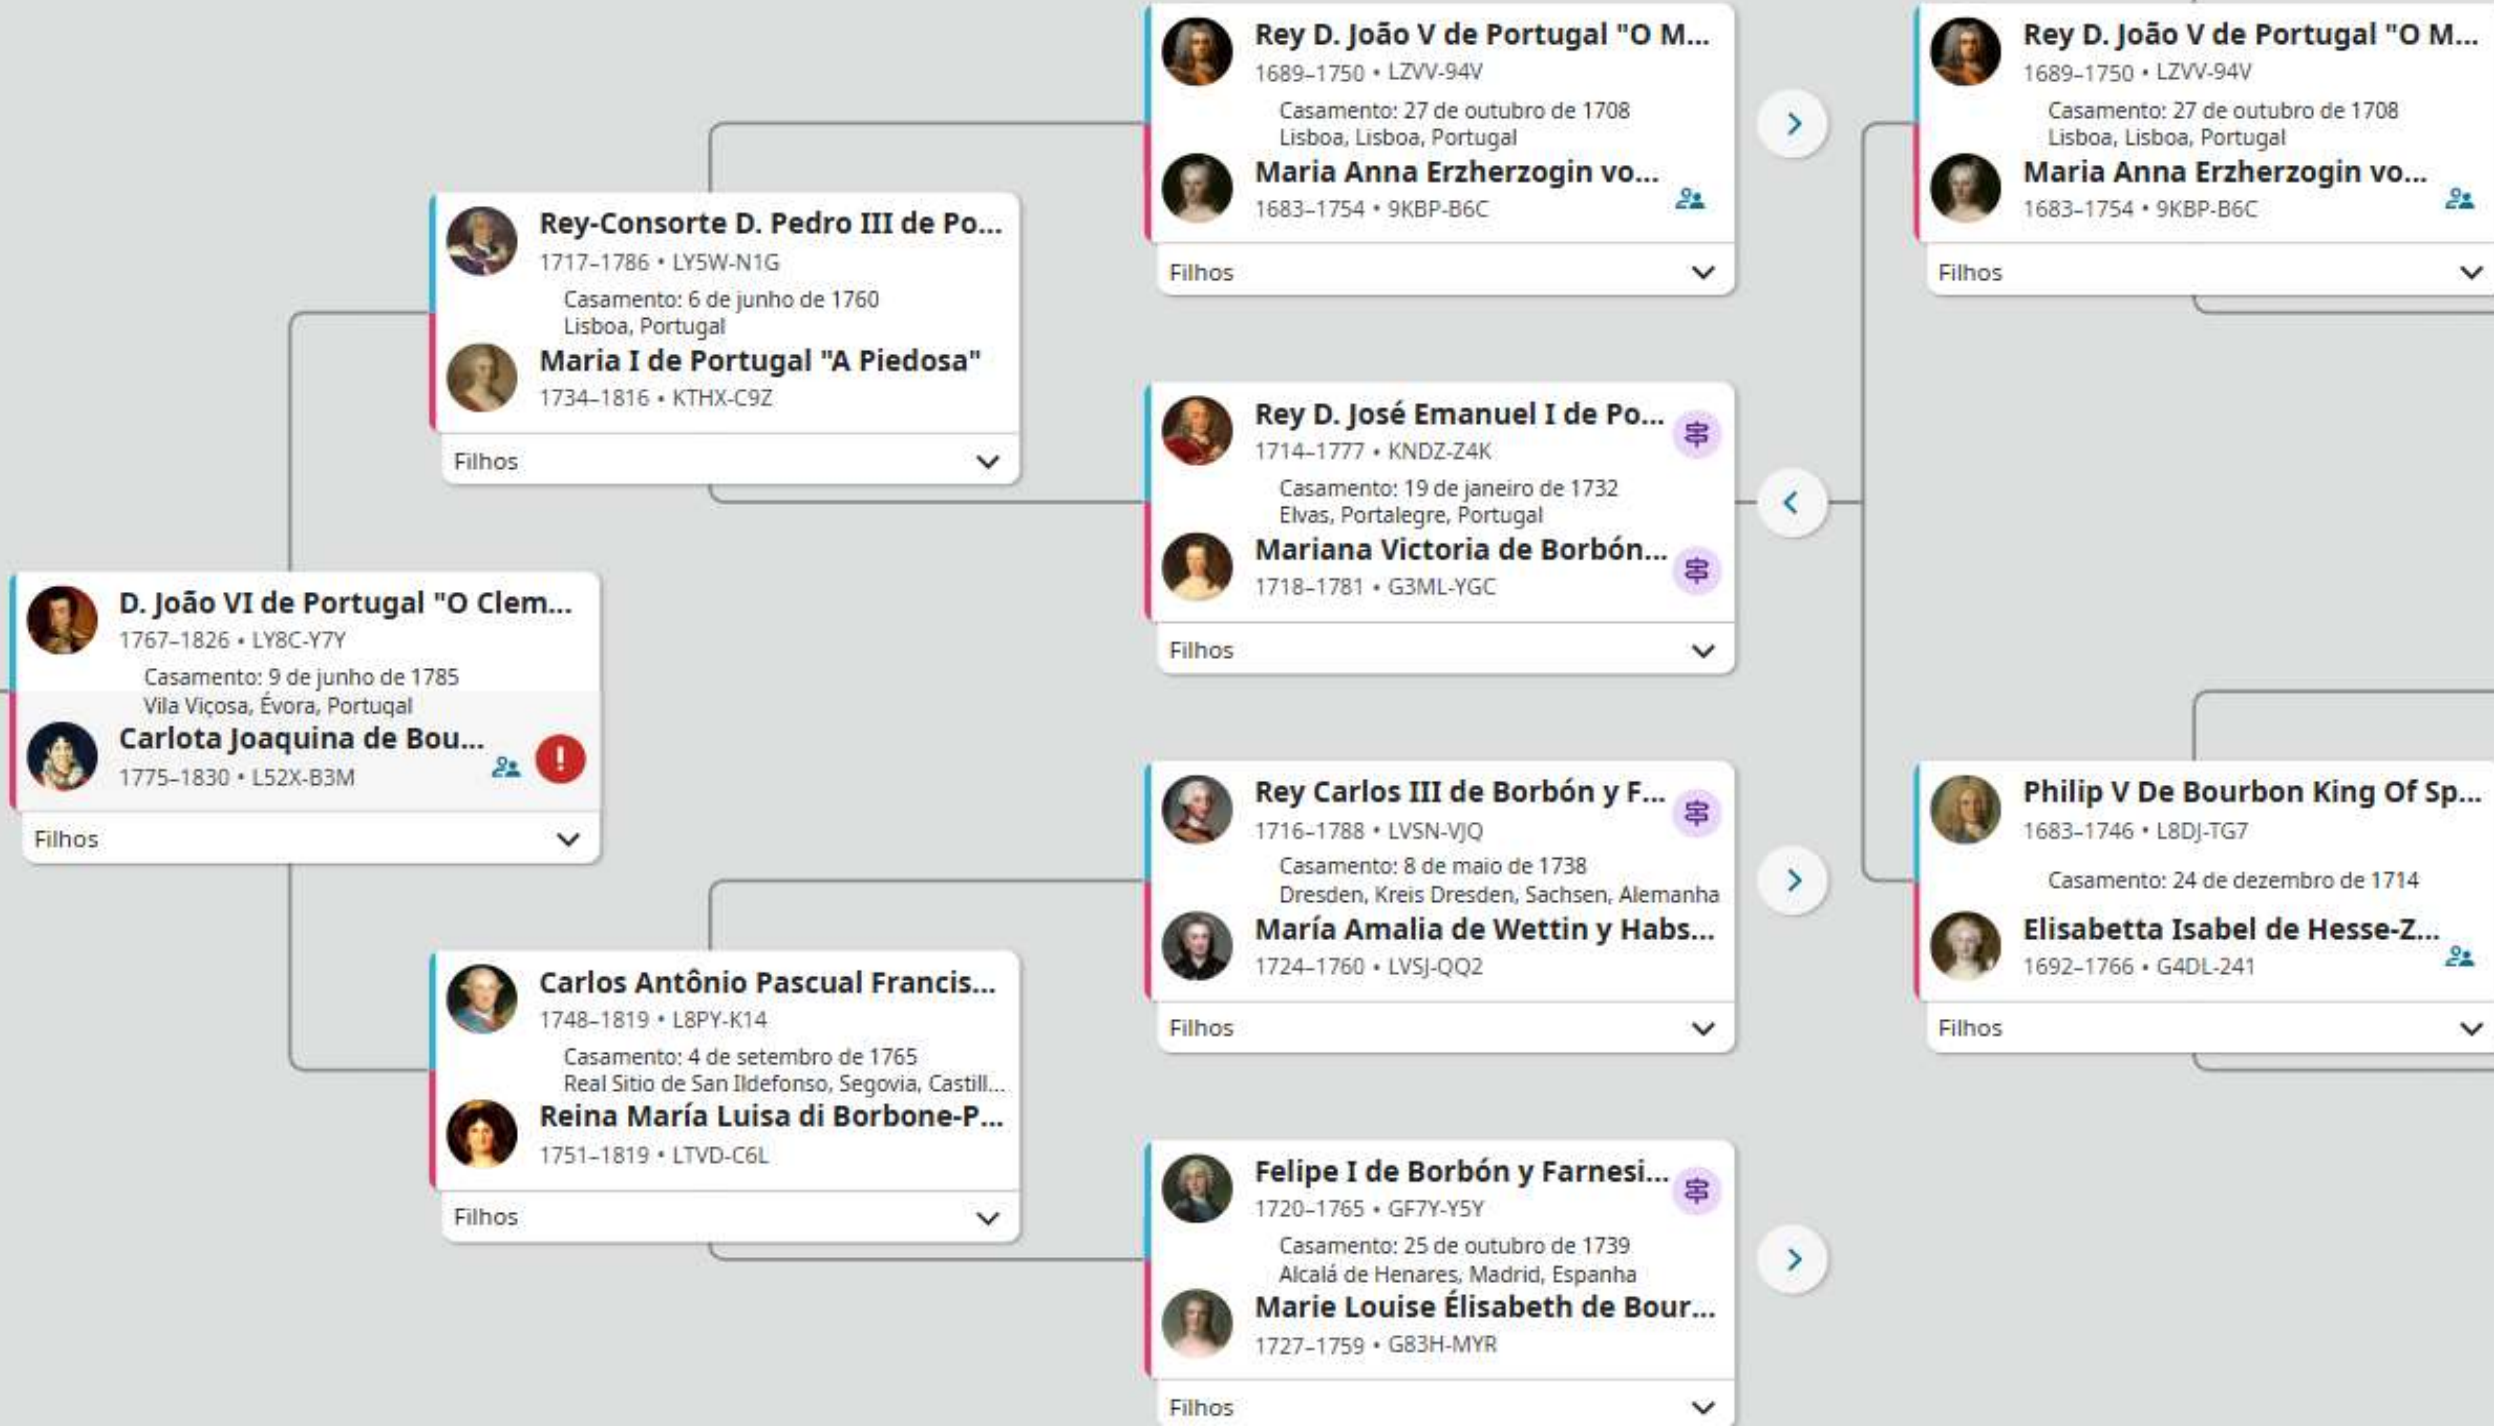 Rey D. João V de Portugal "O M...
1689–1750 • LZVV-94V
Casamento: 27 de outubro de 1708
Lisboa, Lisboa, Portugal
Maria Anna Erzherzogin vo...
1683–1754 • 9KBP-B6C
Filhos
Rey D. João V de Portugal "O M...
1689–1750 • LZVV-94V
Casamento: 27 de outubro de 1708
Lisboa, Lisboa, Portugal
Maria Anna Erzherzogin vo...
1683–1754 • 9KBP-B6C
Filhos
Rey-Consorte D. Pedro III de Po...
1717–1786 • LY5W-N1G
Casamento: 6 de junho de 1760
Lisboa, Portugal
Maria I de Portugal "A Piedosa"
1734–1816 • KTHX-C9Z
Filhos
Rey D. José Emanuel I de Po...
1714–1777 • KNDZ-Z4K
Casamento: 19 de janeiro de 1732
Elvas, Portalegre, Portugal
Mariana Victoria de Borbón...
1718–1781 • G3ML-YGC
Filhos
D. João VI de Portugal "O Clem...
1767–1826 • LY8C-Y7Y
Casamento: 9 de junho de 1785
Vila Viçosa, Évora, Portugal
Carlota Joaquina de Bou...
1775–1830 • L52X-B3M
Filhos
Rey Carlos III de Borbón y F...
1716–1788 • LVSN-VJQ
Casamento: 8 de maio de 1738
Dresden, Kreis Dresden, Sachsen, Alemanha
María Amalia de Wettin y Habs...
1724–1760 • LVSJ-QQ2
Filhos
Philip V De Bourbon King Of Sp...
1683–1746 • L8DJ-TG7
Casamento: 24 de dezembro de 1714
Elisabetta Isabel de Hesse-Z...
1692–1766 • G4DL-241
Filhos
Carlos Antônio Pascual Francis...
1748–1819 • L8PY-K14
Casamento: 4 de setembro de 1765
Real Sitio de San Ildefonso, Segovia, Castill...
Reina María Luisa di Borbone-P...
1751–1819 • LTVD-C6L
Filhos
Felipe I de Borbón y Farnesi...
1720–1765 • GF7Y-Y5Y
Casamento: 25 de outubro de 1739
Alcalá de Henares, Madrid, Espanha
Marie Louise Élisabeth de Bour...
1727–1759 • G83H-MYR
Filhos